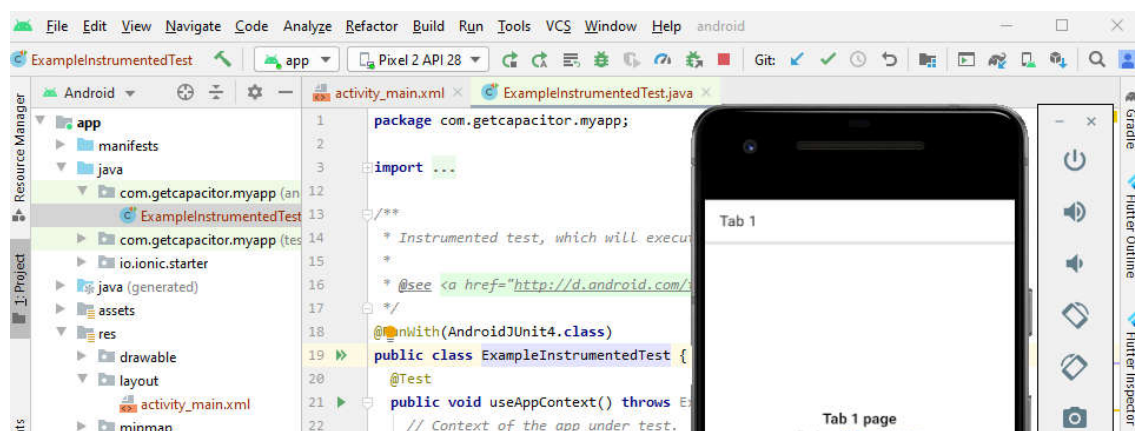 File Edit View Navigate Code Analyze Refactor Build Run Tools VCS Window Help android
ExampleInstrumentedTest app Pixel 2 API 28 Git:
Android activity_main.xml ExampleInstrumentedTest.java
Resource Manager
1: Project
app
manifests
java
com.getcapacitor.myapp (an
ExampleInstrumentedTest
com.getcapacitor.myapp (tes
io.ionic.starter
java (generated)
assets
res
drawable
layout
activity_main.xml
mipmap
1 package com.getcapacitor.myapp;
2
3 import ...
12
13 /**
14 * Instrumented test, which will execu
15 *
16 * @see <a href="http://d.android.com/
17 */
18 @RunWith(AndroidJUnit4.class)
19 public class ExampleInstrumentedTest {
20 @Test
21 public void useAppContext() throws E
22 // Context of the app under test.
Tab 1
Tab 1 page
Gradle
Flutter Outline
Flutter Inspector